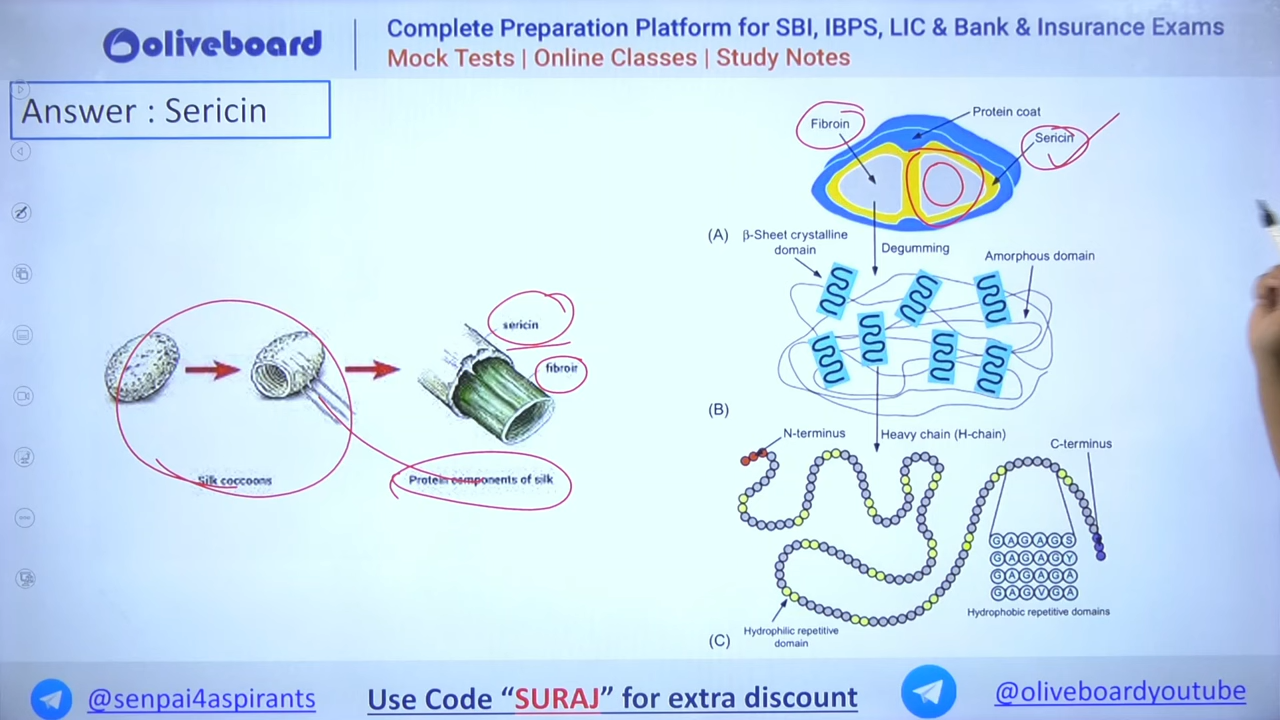 oliveboard
Complete Preparation Platform for SBI, IBPS, LIC & Bank & Insurance Exams
Mock Tests | Online Classes | Study Notes
Answer : Sericin
Fibroin
Protein coat
Sericin
(A)
β-Sheet crystalline
domain
Degumming
Amorphous domain
sericin
fibroin
Silk coccoons
Protein components of silk
(B)
N-terminus
Heavy chain (H-chain)
C-terminus
GAGAGS
GAGAGY
GAGAGA
GAGVGA
Hydrophobic repetitive domains
Hydrophilic repetitive
domain
(C)
@senpai4aspirants
Use Code “SURAJ” for extra discount
@oliveboardyoutube